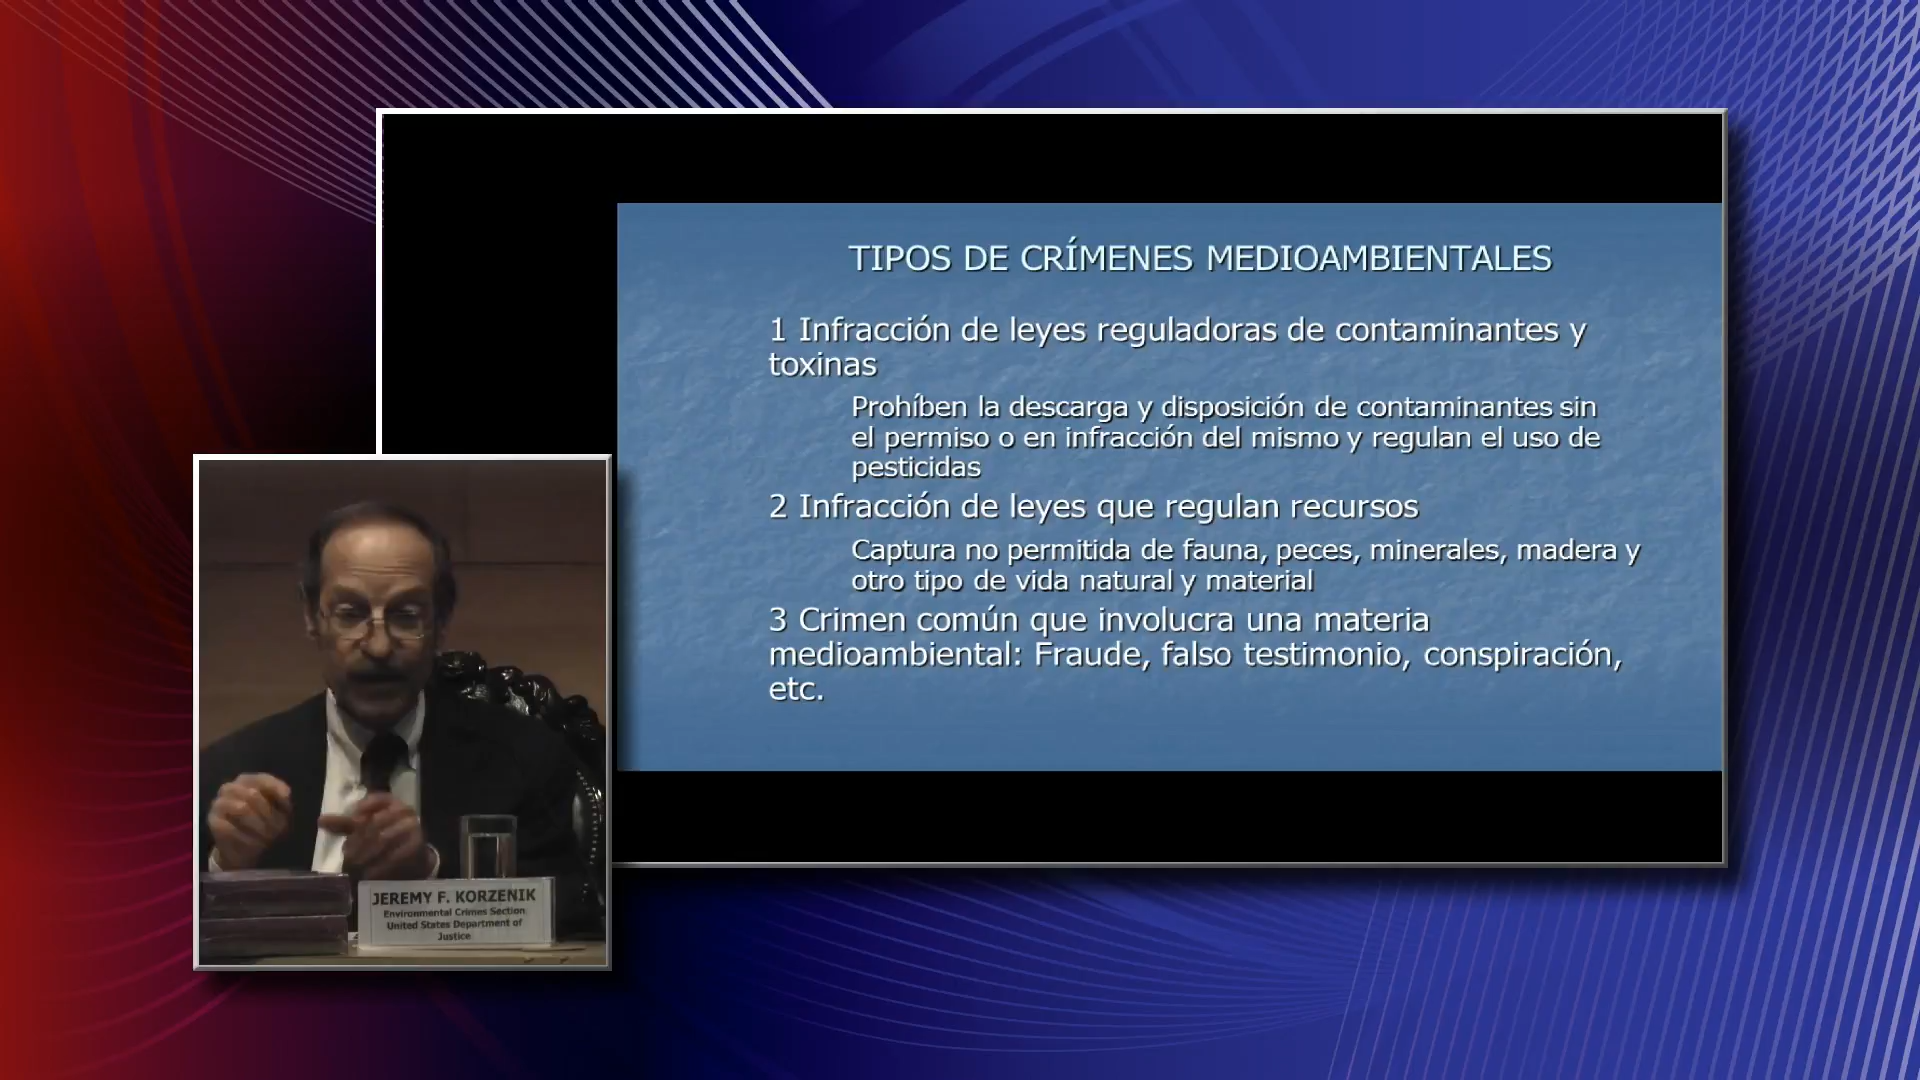 TIPOS DE CRÍMENES MEDIOAMBIENTALES
1 Infracción de leyes reguladoras de contaminantes y
toxinas
Prohíben la descarga y disposición de contaminantes sin
el permiso o en infracción del mismo y regulan el uso de
pesticidas
2 Infracción de leyes que regulan recursos
Captura no permitida de fauna, peces, minerales, madera y
otro tipo de vida natural y material
3 Crimen común que involucra una materia
medioambiental: Fraude, falso testimonio, conspiración,
etc.
JEREMY F. KORZENIK
Environmental Crimes Section
United States Department of
Justice